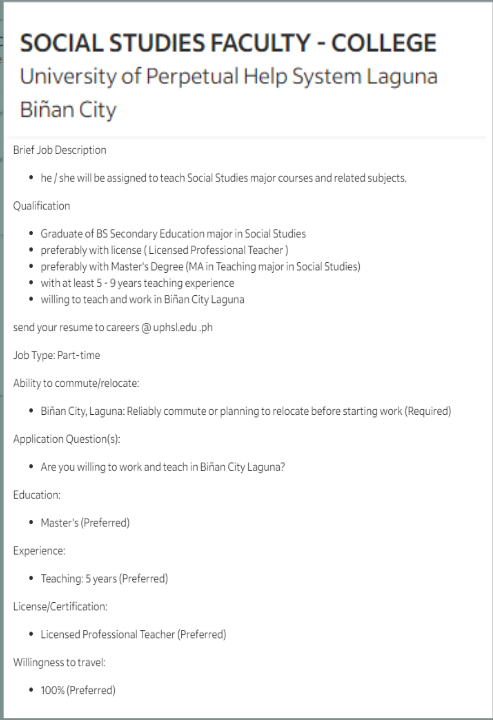 SOCIAL STUDIES FACULTY - COLLEGE
University of Perpetual Help System Laguna
Biñan City
Brief Job Description
• he / she will be assigned to teach Social Studies major courses and related subjects.
Qualification
• Graduate of BS Secondary Education major in Social Studies
• preferably with license ( Licensed Professional Teacher )
• preferably with Master's Degree (MA in Teaching major in Social Studies)
• with at least 5 - 9 years teaching experience
• willing to teach and work in Biñan City Laguna
send your resume to careers @ uphsl.edu .ph
Job Type: Part-time
Ability to commute/relocate:
• Biñan City, Laguna: Reliably commute or planning to relocate before starting work (Required)
Application Question(s):
• Are you willing to work and teach in Biñan City Laguna?
Education:
• Master's (Preferred)
Experience:
• Teaching: 5 years (Preferred)
License/Certification:
• Licensed Professional Teacher (Preferred)
Willingness to travel:
• 100% (Preferred)